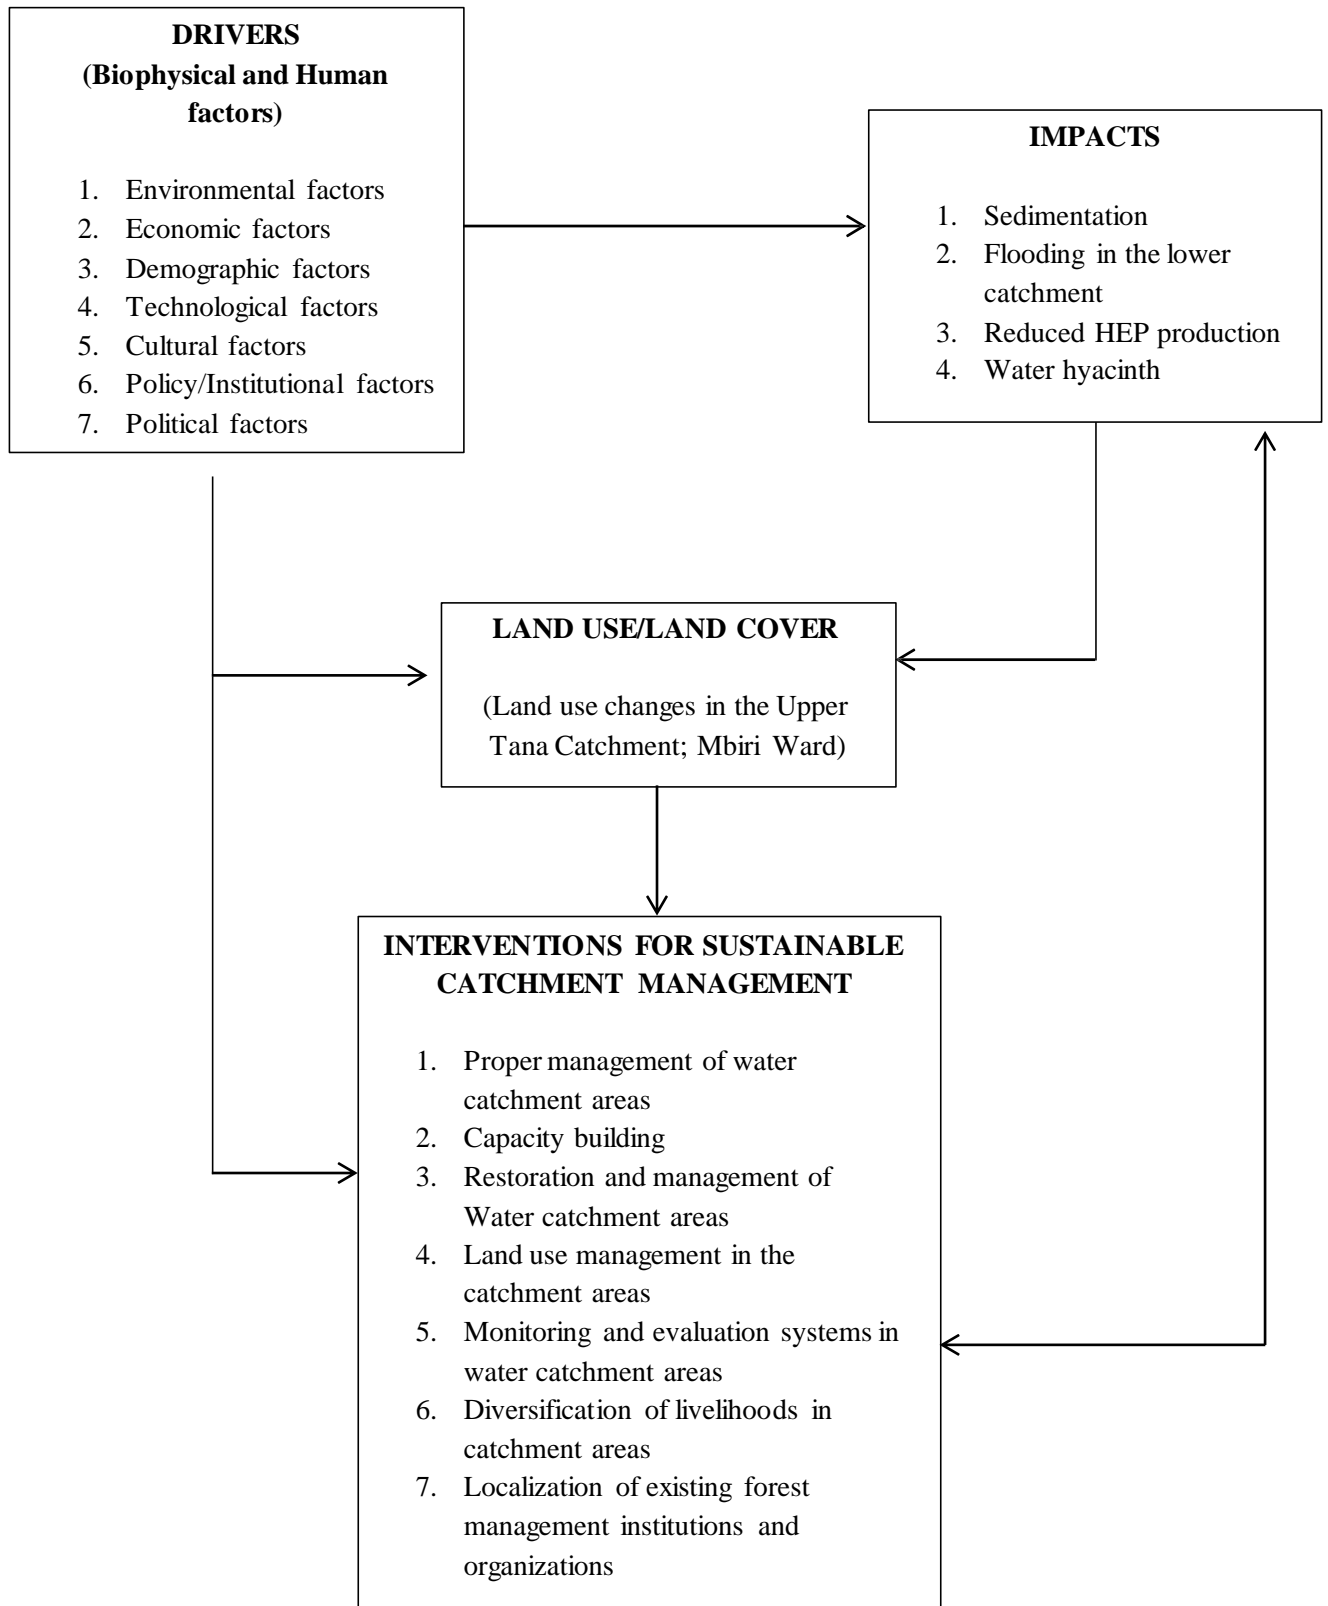 DRIVERS
(Biophysical and Human
factors)
1. Environmental factors
2. Economic factors
3. Demographic factors
4. Technological factors
5. Cultural factors
6. Policy/Institutional factors
7. Political factors
IMPACTS
1. Sedimentation
2. Flooding in the lower
catchment
3. Reduced HEP production
4. Water hyacinth
LAND USE/LAND COVER
(Land use changes in the Upper
Tana Catchment; Mbiri Ward)
INTERVENTIONS FOR SUSTAINABLE
CATCHMENT MANAGEMENT
1. Proper management of water
catchment areas
2. Capacity building
3. Restoration and management of
Water catchment areas
4. Land use management in the
catchment areas
5. Monitoring and evaluation systems in
water catchment areas
6. Diversification of livelihoods in
catchment areas
7. Localization of existing forest
management institutions and
organizations